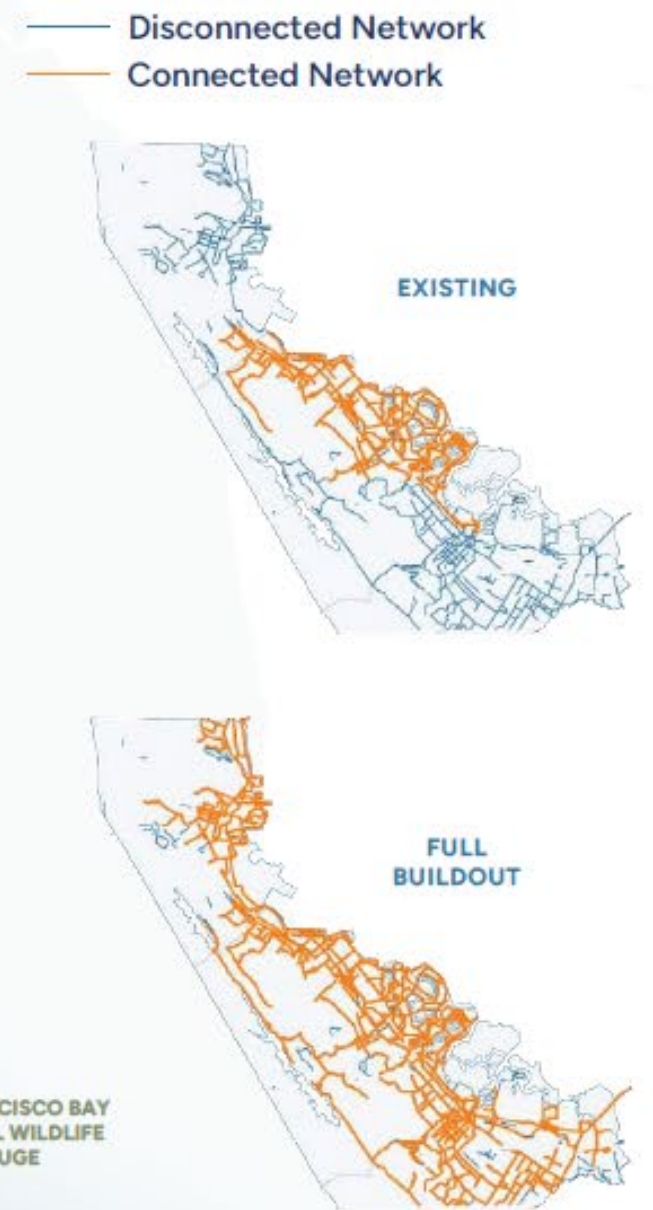 Disconnected Network
Connected Network
EXISTING
FULL
BUILDOUT
CISCO BAY
L WILDLIFE
UGE